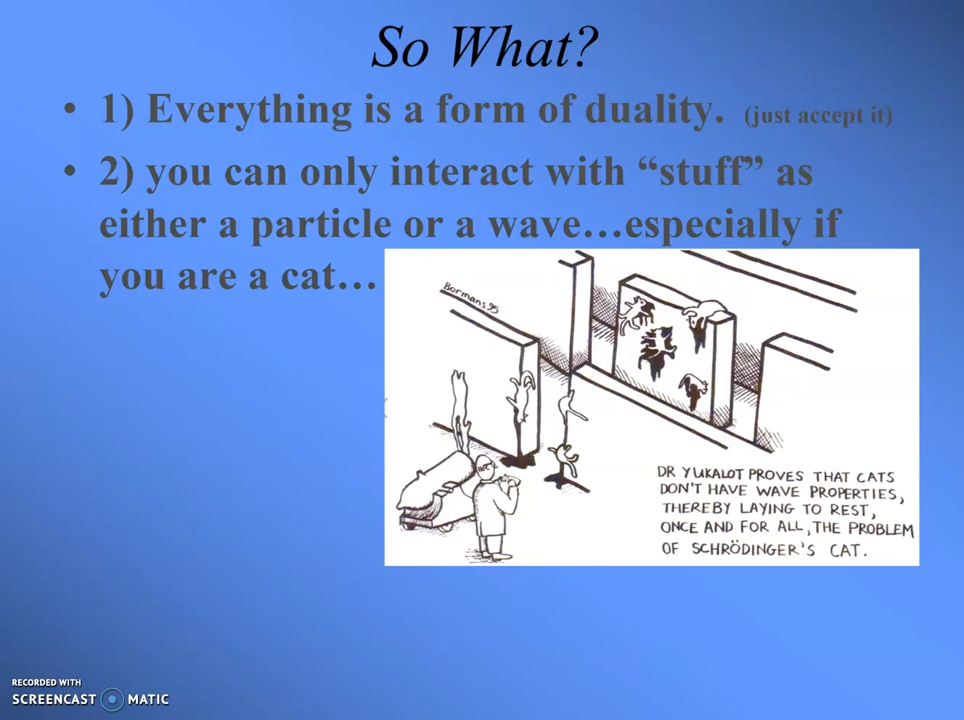 So What?
• 1) Everything is a form of duality. (just accept it)
• 2) you can only interact with “stuff” as
either a particle or a wave…especially if
you are a cat…
Bormans 95
DR YUKALOT PROVES THAT CATS
DON'T HAVE WAVE PROPERTIES,
THEREBY LAYING TO REST,
ONCE AND FOR ALL, THE PROBLEM
OF SCHRÖDINGER'S CAT.
RECORDED WITH
SCREENCAST MATIC